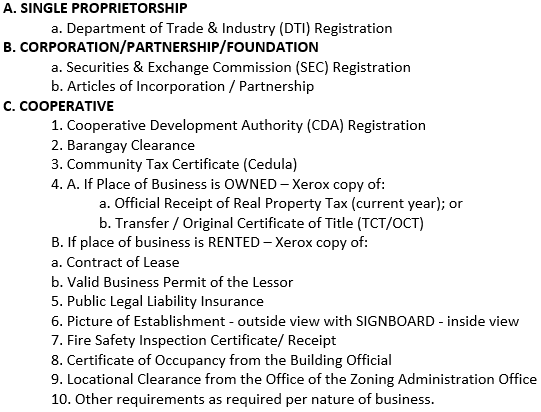 A. SINGLE PROPRIETORSHIP
a. Department of Trade & Industry (DTI) Registration
B. CORPORATION/PARTNERSHIP/FOUNDATION
a. Securities & Exchange Commission (SEC) Registration
b. Articles of Incorporation / Partnership
C. COOPERATIVE
1. Cooperative Development Authority (CDA) Registration
2. Barangay Clearance
3. Community Tax Certificate (Cedula)
4. A. If Place of Business is OWNED – Xerox copy of:
a. Official Receipt of Real Property Tax (current year); or
b. Transfer / Original Certificate of Title (TCT/OCT)
B. If place of business is RENTED – Xerox copy of:
a. Contract of Lease
b. Valid Business Permit of the Lessor
5. Public Legal Liability Insurance
6. Picture of Establishment - outside view with SIGNBOARD - inside view
7. Fire Safety Inspection Certificate/ Receipt
8. Certificate of Occupancy from the Building Official
9. Locational Clearance from the Office of the Zoning Administration Office
10. Other requirements as required per nature of business.